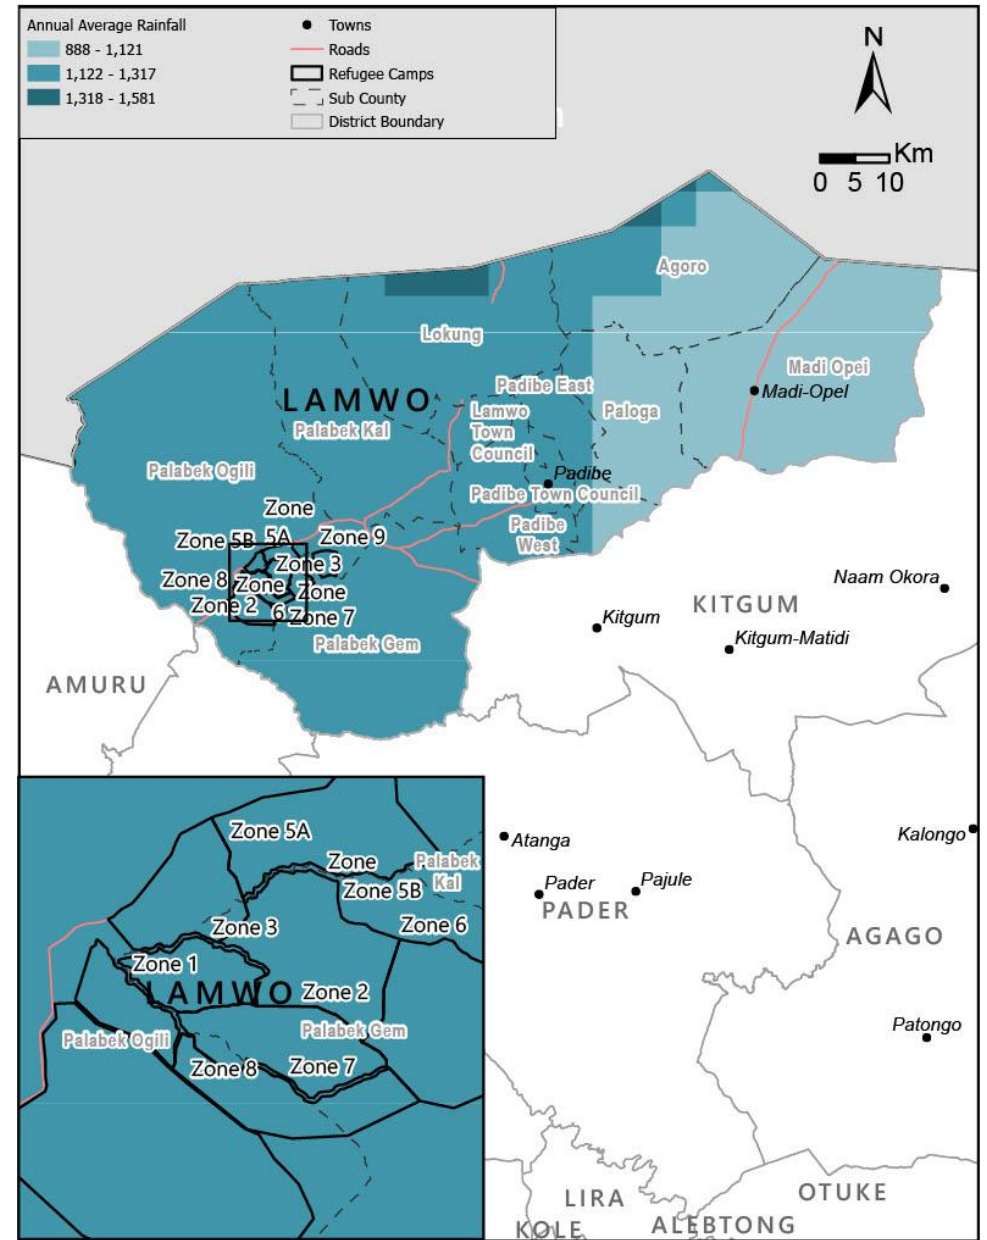 Annual Average Rainfall
888 - 1,121
1,122 - 1,317
1,318 - 1,581
Towns
Roads
Refugee Camps
Sub County
District Boundary
N
Km
0 5 10
Agoro
Lokung
Madi Opei
Padibe East
Madi-Opel
LAMWO
Lamwo
Town
Council
Paloga
Palabek Kal
Palabek Ogili
Padibe
Padibe Town Council
Zone
Padibe
West
Zone 5B
5A
Zone 9
Zone 3
Zone 8
Zone
Zone
Zone 2
6
Zone 7
Palabek Gem
Naam Okora
KITGUM
Kitgum
Kitgum-Matidi
AMURU
Zone 5A
Zone
Palabek
Kal
Zone 5B
Zone 3
Zone 6
Zone 1
LAMWO
Zone 2
Palabek Gem
Palabek Ogili
Zone 8
Zone 7
Atanga
Kalongo
Pader
Pajule
PADER
AGAGO
Patongo
LIRA
OTUKE
KOLE
ALEBTONG